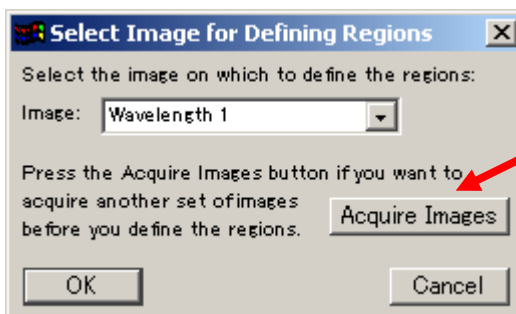 Select Image for Defining Regions
Select the image on which to define the regions:
Image: Wavelength 1
Press the Acquire Images button if you want to
acquire another set of images
before you define the regions.
Acquire Images
OK
Cancel